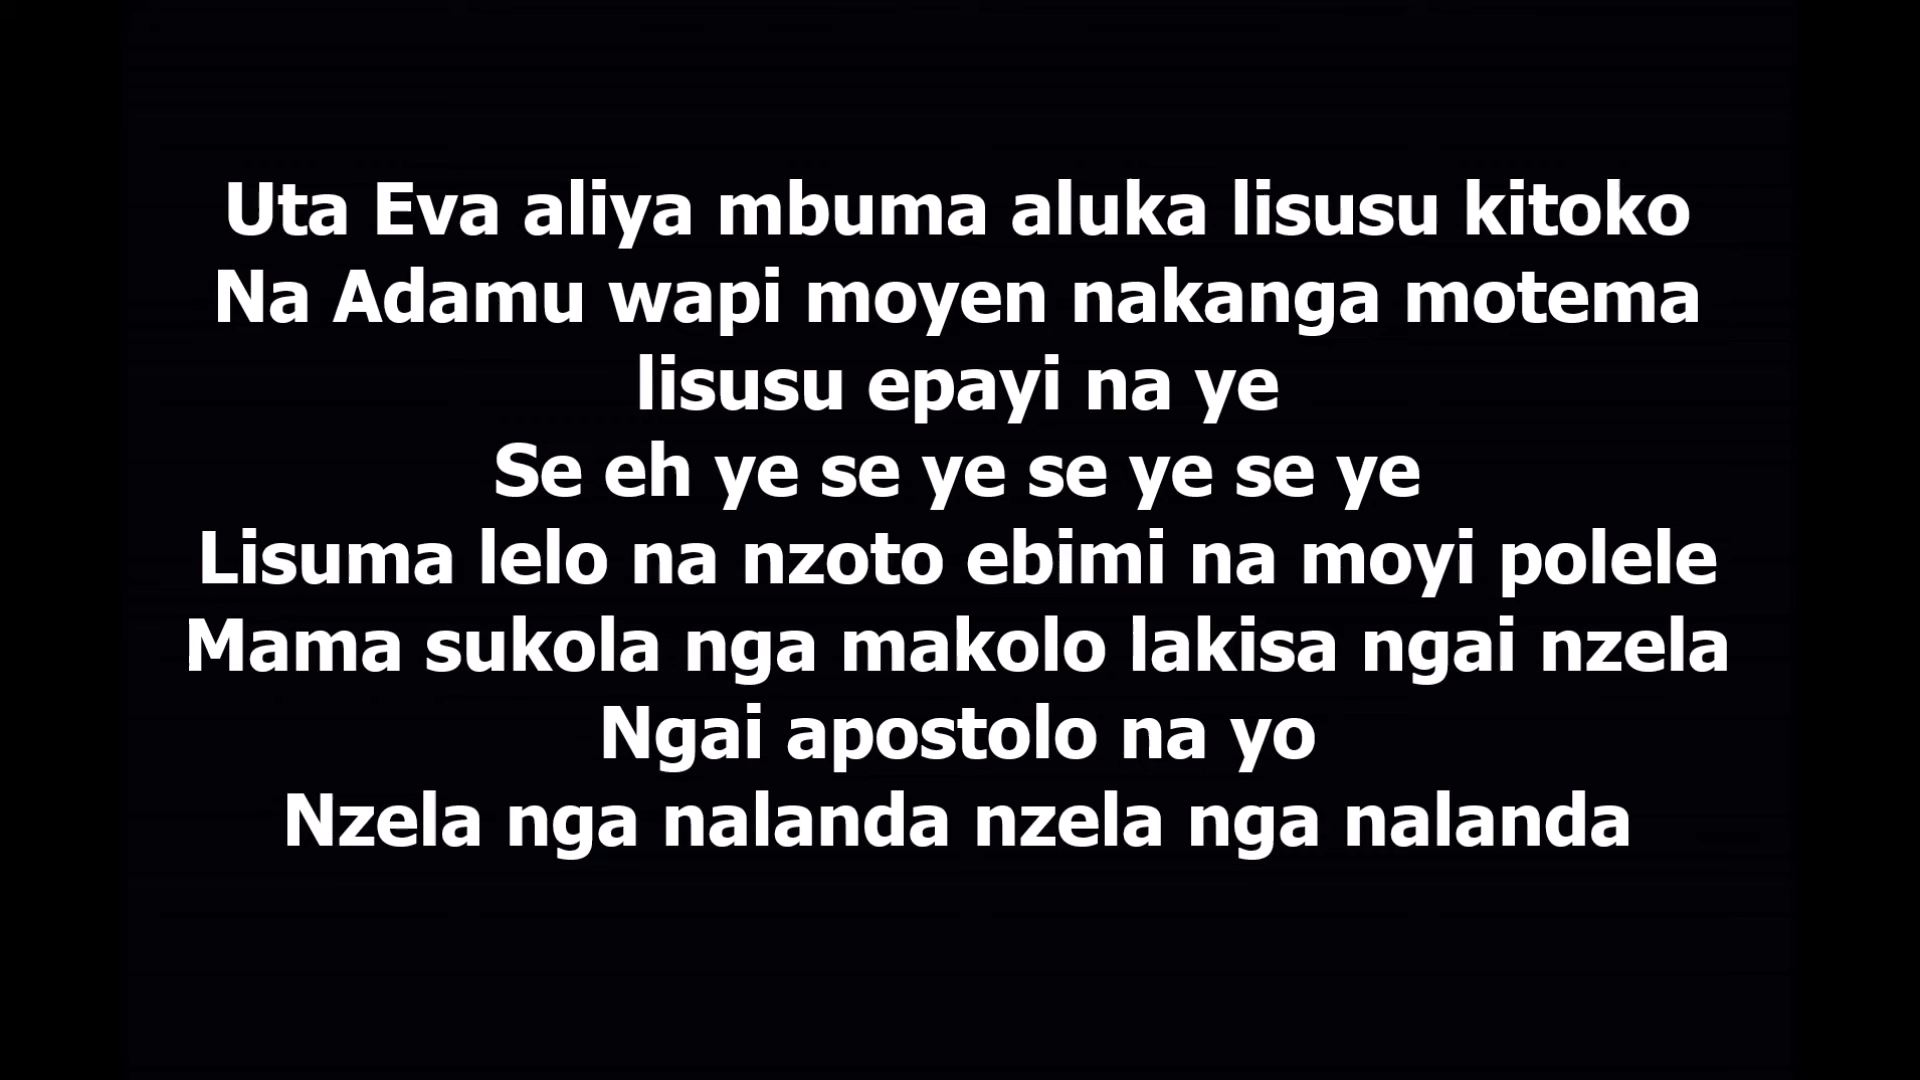 Uta Eva aliya mbuma aluka lisusu kitoko
Na Adamu wapi moyen nakanga motema
lisusu epayi na ye
Se eh ye se ye se ye se ye
Lisuma lelo na nzoto ebimi na moyi polele
Mama sukola nga makolo lakisa ngai nzela
Ngai apostolo na yo
Nzela nga nalanda nzela nga nalanda